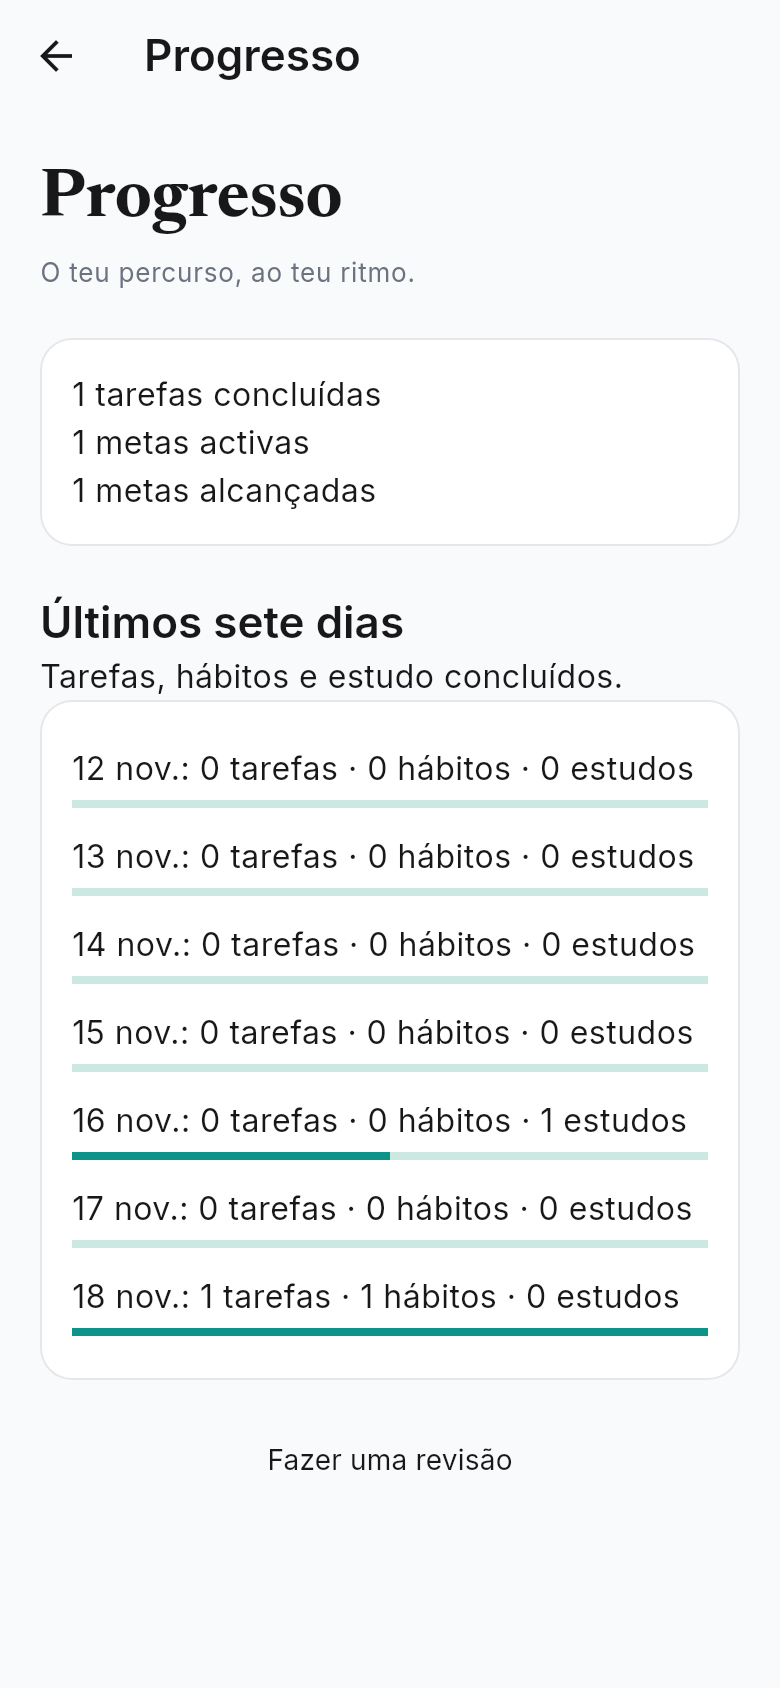 Progresso
Progresso
O teu percurso, ao teu ritmo.
1 tarefas concluídas
1 metas activas
1 metas alcançadas
Últimos sete dias
Tarefas, hábitos e estudo concluídos.
12 nov.: 0 tarefas · 0 hábitos · 0 estudos
13 nov.: 0 tarefas · 0 hábitos · 0 estudos
14 nov.: 0 tarefas · 0 hábitos · 0 estudos
15 nov.: 0 tarefas · 0 hábitos · 0 estudos
16 nov.: 0 tarefas · 0 hábitos · 1 estudos
17 nov.: 0 tarefas · 0 hábitos · 0 estudos
18 nov.: 1 tarefas · 1 hábitos · 0 estudos
Fazer uma revisão